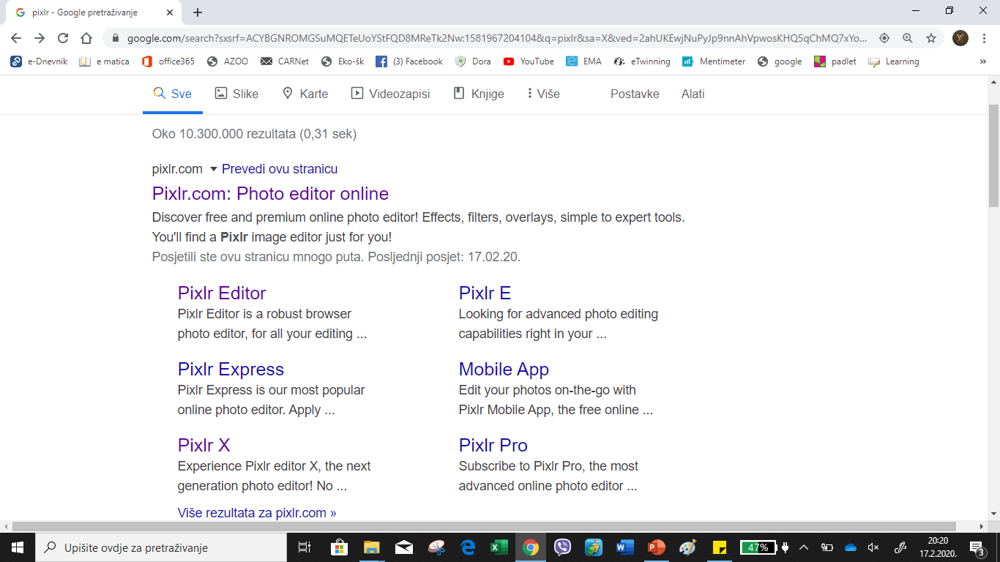 pixlr - Google pretraživanje
google.com/search?sxsrf=ACYBGNROMGSuMQETeUoYStFQD8MReTk2Nw:1581967204104&q=pixlr&sa=X&ved=2ahUKEwjNuPyJp9nnAhVpwosKHQ5qChMQ7xYo...
e-Dnevnik e matica office365 AZOO CARNet Eko-šk (3) Facebook Dora YouTube EMA eTwinning Mentimeter google padlet Learning »
Sve Slike Karte Videozapisi Knjige Više Postavke Alati
Oko 10.300.000 rezultata (0,31 sek)
pixlr.com Prevedi ovu stranicu
Pixlr.com: Photo editor online
Discover free and premium online photo editor! Effects, filters, overlays, simple to expert tools.
You'll find a Pixlr image editor just for you!
Posjetili ste ovu stranicu mnogo puta. Posljednji posjet: 17.02.20.
Pixlr Editor
Pixlr Editor is a robust browser
photo editor, for all your editing ...
Pixlr E
Looking for advanced photo editing
capabilities right in your ...
Pixlr Express
Pixlr Express is our most popular
online photo editor. Apply ...
Mobile App
Edit your photos on-the-go with
Pixlr Mobile App, the free online ...
Pixlr X
Experience Pixlr editor X, the next
generation photo editor! No ...
Pixlr Pro
Subscribe to Pixlr Pro, the most
advanced online photo editor ...
Više rezultata za pixlr.com »
Upišite ovdje za pretraživanje
47%
20:20
17.2.2020.
3